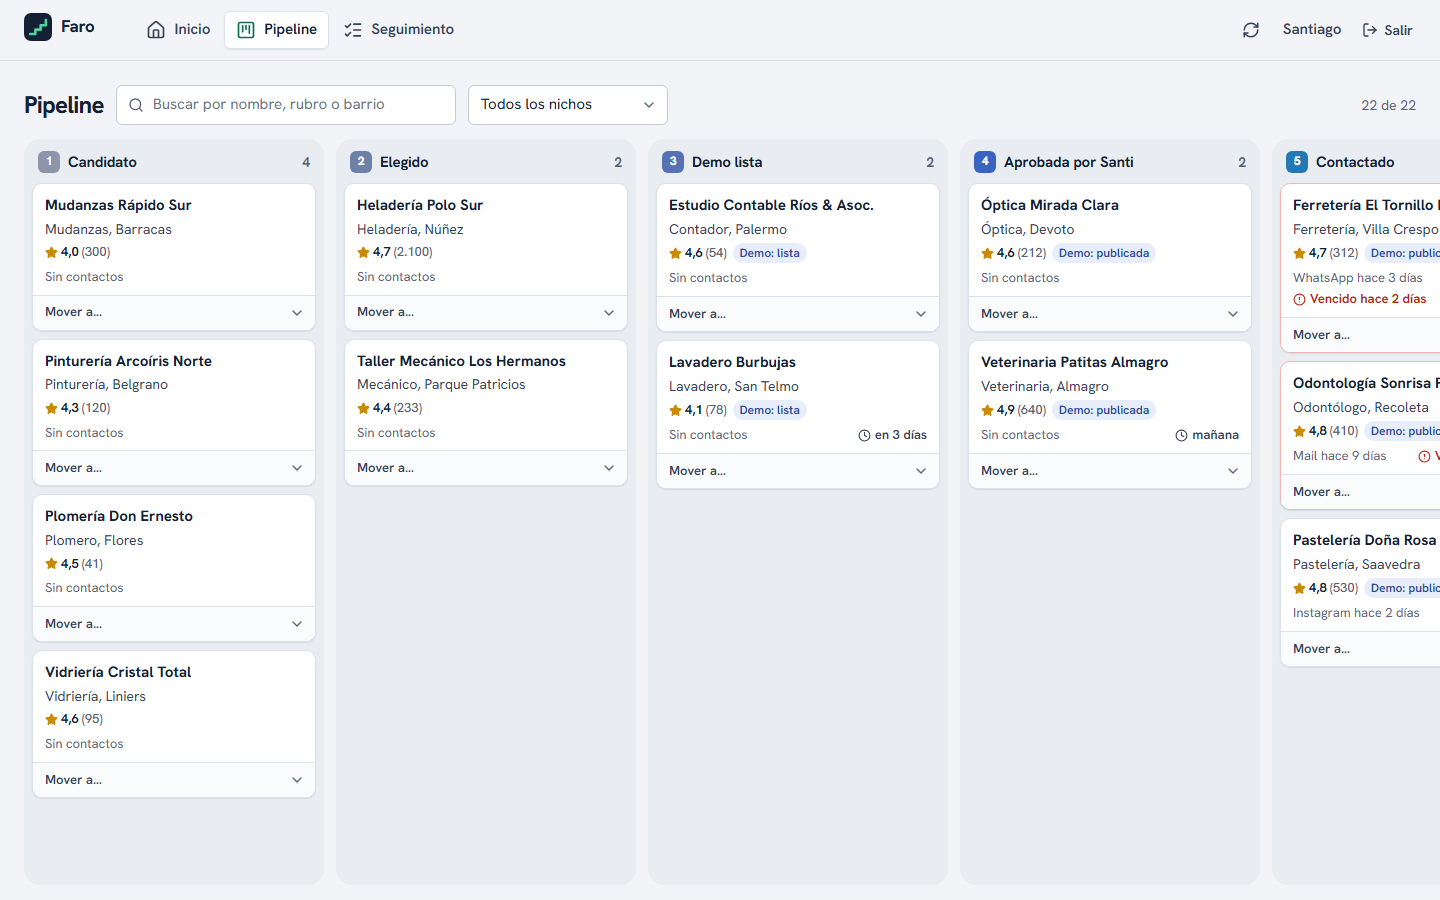 Faro
Inicio
Pipeline
Seguimiento
Santiago
Salir
Pipeline
Buscar por nombre, rubro o barrio
Todos los nichos
22 de 22
1 Candidato 4
Mudanzas Rápido Sur
Mudanzas, Barracas
4,0 (300)
Sin contactos
Mover a...
Pinturería Arcoíris Norte
Pinturería, Belgrano
4,3 (120)
Sin contactos
Mover a...
Plomería Don Ernesto
Plomero, Flores
4,5 (41)
Sin contactos
Mover a...
Vidriería Cristal Total
Vidriería, Liniers
4,6 (95)
Sin contactos
Mover a...
2 Elegido 2
Heladería Polo Sur
Heladería, Núñez
4,7 (2.100)
Sin contactos
Mover a...
Taller Mecánico Los Hermanos
Mecánico, Parque Patricios
4,4 (233)
Sin contactos
Mover a...
3 Demo lista 2
Estudio Contable Ríos & Asoc.
Contador, Palermo
4,6 (54) Demo: lista
Sin contactos
Mover a...
Lavadero Burbujas
Lavadero, San Telmo
4,1 (78) Demo: lista
Sin contactos en 3 días
Mover a...
4 Aprobada por Santi 2
Óptica Mirada Clara
Óptica, Devoto
4,6 (212) Demo: publicada
Sin contactos
Mover a...
Veterinaria Patitas Almagro
Veterinaria, Almagro
4,9 (640) Demo: publicada
Sin contactos mañana
Mover a...
5 Contactado
Ferretería El Tornillo
Ferretería, Villa Crespo
4,7 (312) Demo: public
WhatsApp hace 3 días
Vencido hace 2 días
Mover a...
Odontología Sonrisa
Odontólogo, Recoleta
4,8 (410) Demo: public
Mail hace 9 días
Mover a...
Pastelería Doña Rosa
Pastelería, Saavedra
4,8 (530) Demo: public
Instagram hace 2 días
Mover a...